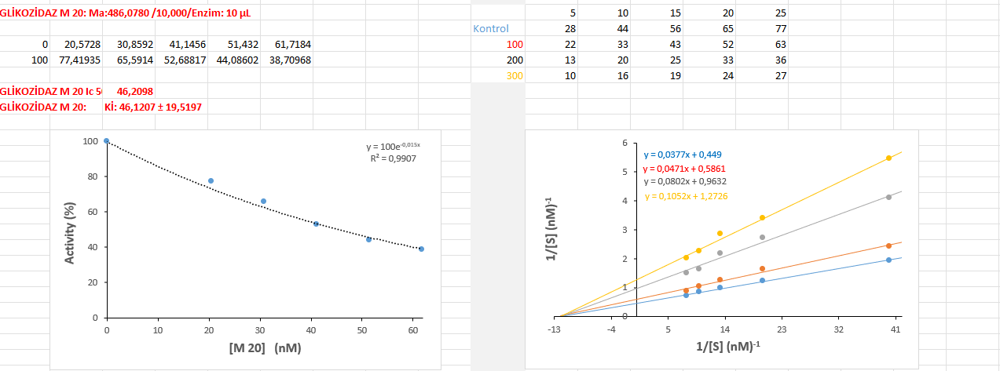 GLİKOZİDAZ M 20: Ma:486,0780 /10,000/Enzim: 10 µL
0 20,5728 30,8592 41,1456 51,432 61,7184
100 77,41935 65,5914 52,68817 44,08602 38,70968
GLİKOZİDAZ M 20 Ic 50 46,2098
GLİKOZİDAZ M 20: Kİ: 46,1207 ± 19,5197
5 10 15 20 25
Kontrol 28 44 56 65 77
100 22 33 43 52 63
200 13 20 25 33 36
300 10 16 19 24 27
y = 100e-0,015x
R² = 0,9907
100
80
60
40
20
0
0 10 20 30 40 50 60
Activity (%)
[M 20] (nM)
y = 0,0377x + 0,449
y = 0,0471x + 0,5861
y = 0,0802x + 0,9632
y = 0,1052x + 1,2726
6
5
4
3
2
1
0
-13 -4 5 14 23 32 41
1/[S] (nM)-1
1/[S] (nM)-1